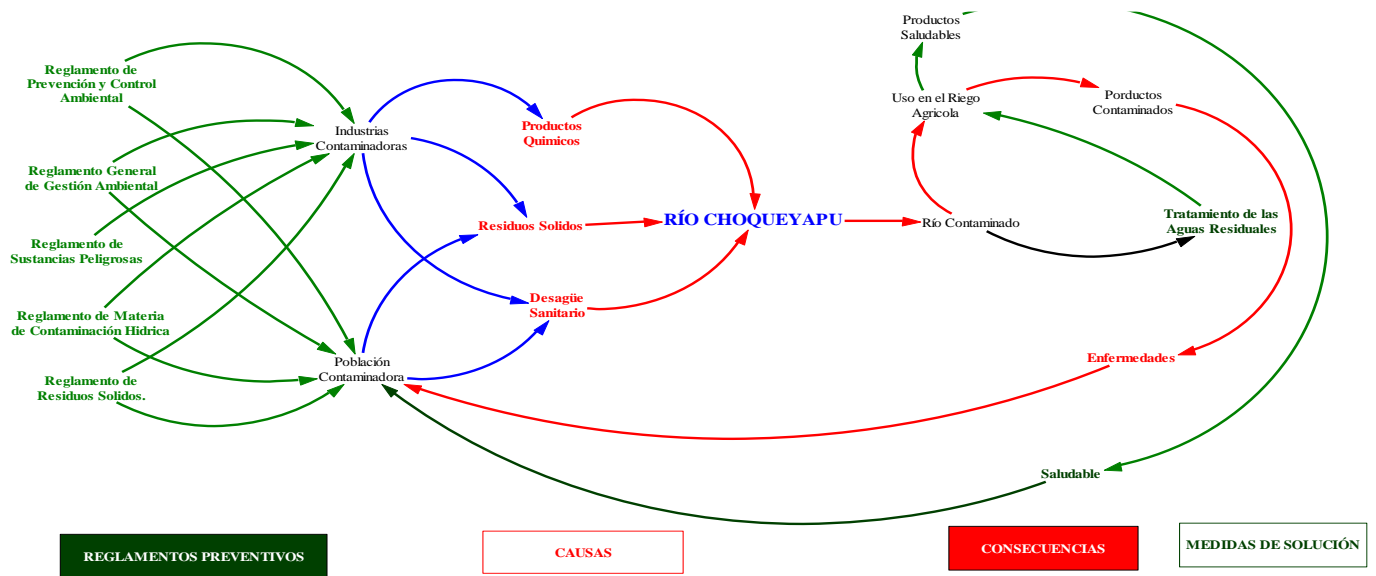 Reglamento de
Prevención y Control
Ambiental
Reglamento General
de Gestión Ambiental
Reglamento de
Sustancias Peligrosas
Reglamento de Materia
de Contaminación Hidrica
Reglamento de
Residuos Solidos.
Industrias
Contaminadoras
Población
Contaminadora
Productos
Quimicos
Residuos Solidos
Desagüe
Sanitario
RÍO CHOQUEYAPU
Productos
Saludables
Uso en el Riego
Agricola
Porductos
Contaminados
Río Contaminado
Tratamiento de las
Aguas Residuales
Enfermedades
Saludable
REGLAMENTOS PREVENTIVOS
CAUSAS
CONSECUENCIAS
MEDIDAS DE SOLUCIÓN